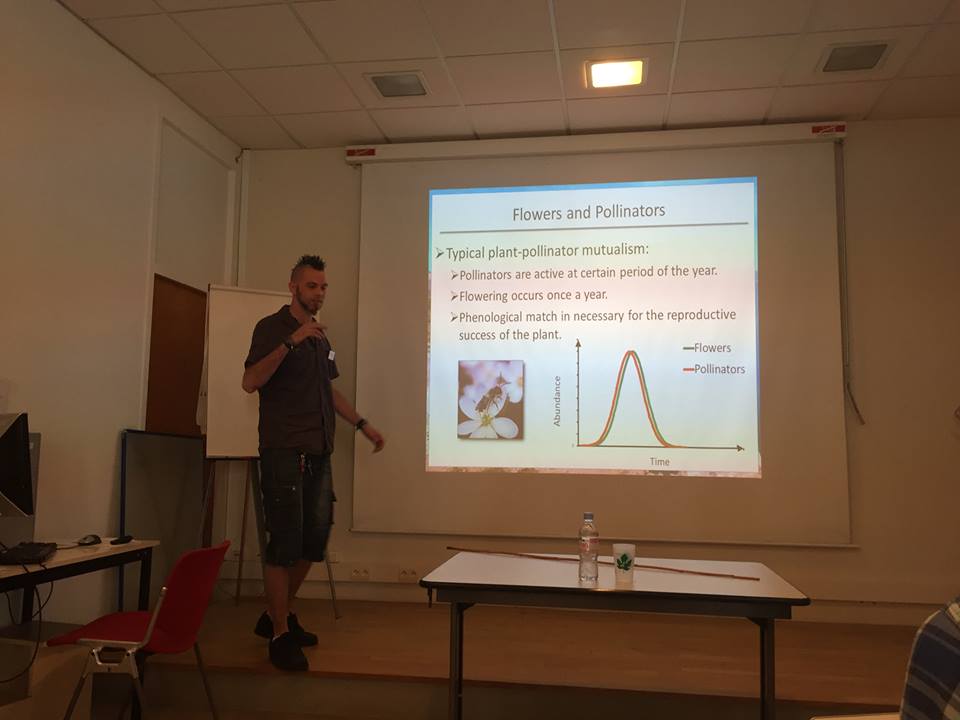 Flowers and Pollinators
➢Typical plant-pollinator mutualism:
➢Pollinators are active at certain period of the year.
➢Flowering occurs once a year.
➢Phenological match in necessary for the reproductive
success of the plant.
Flowers
Pollinators
Abundance
Time